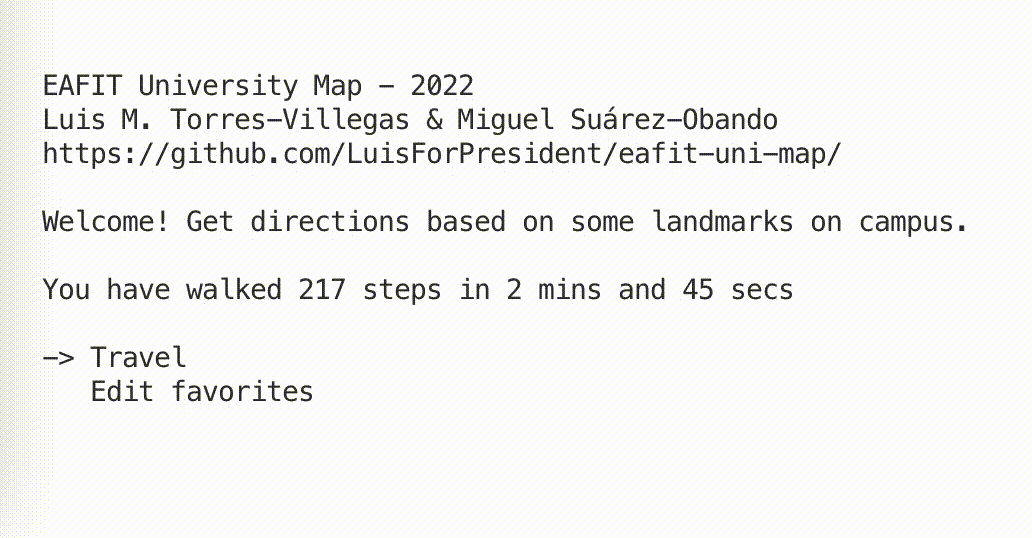 EAFIT University Map - 2022
Luis M. Torres-Villegas & Miguel Suárez-Obando
https://github.com/LuisForPresident/eafit-uni-map/
Welcome! Get directions based on some landmarks on campus.
You have walked 217 steps in 2 mins and 45 secs
-> Travel
Edit favorites